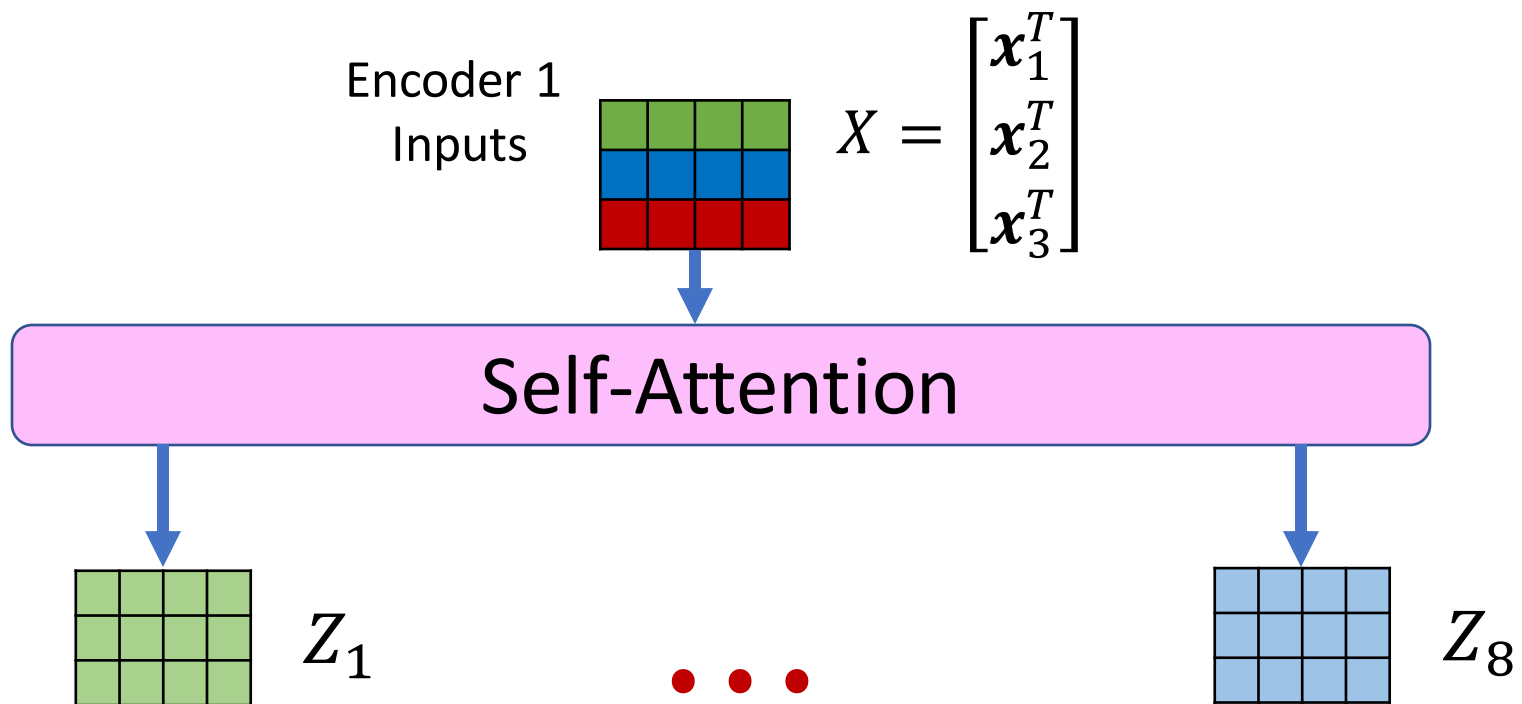 Encoder 1
Inputs
X = [x₁ᵀ
x₂ᵀ
x₃ᵀ]
Self-Attention
Z₁
...
Z₈